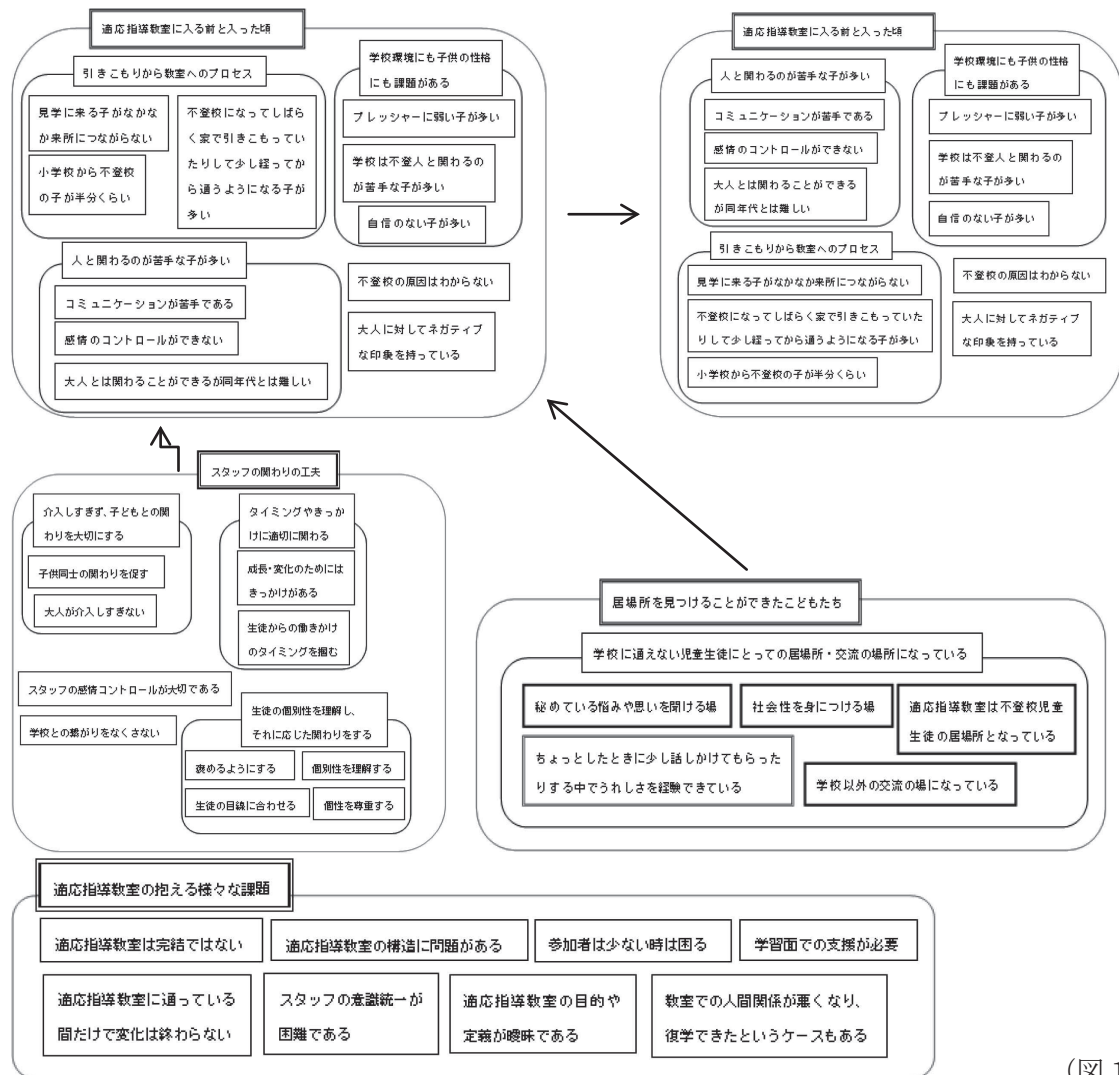 適応指導教室に入る前と入った頃
引きこもりから教室へのプロセス
見学に来る子がなかな
か来所につながらない
小学校から不登校
の子が半分くらい
不登校になってしばら
く家で引きこもってい
たりして少し経ってか
ら通うようになる子が
多い
学校環境にも子供の性格
にも課題がある
プレッシャーに弱い子が多い
学校は不登人と関わるの
が苦手な子が多い
自信のない子が多い
人と関わるのが苦手な子が多い
コミュニケーションが苦手である
感情のコントロールができない
大人とは関わることができるが同年代とは難しい
不登校の原因はわからない
大人に対してネガティブ
な印象を持っている
適応指導教室に入る前と入った頃
人と関わるのが苦手な子が多い
コミュニケーションが苦手である
感情のコントロールができない
大人とは関わることができる
が同年代とは難しい
学校環境にも子供の性格
にも課題がある
プレッシャーに弱い子が多い
学校は不登人と関わるの
が苦手な子が多い
自信のない子が多い
引きこもりから教室へのプロセス
見学に来る子がなかなか来所につながらない
不登校になってしばらく家で引きこもっていた
りして少し経ってから通うようになる子が多い
小学校から不登校の子が半分くらい
不登校の原因はわからない
大人に対してネガティブ
な印象を持っている
スタッフの関わりの工夫
介入しすぎず、子どもとの関
わりを大切にする
子供同士の関わりを促す
大人が介入しすぎない
タイミングやきっか
けに適切に関わる
成長・変化のためには
きっかけがある
生徒からの働きかけ
のタイミングを掴む
スタッフの感情コントロールが大切である
学校との繋がりをなくさない
生徒の個別性を理解し、
それに応じた関わりをする
褒めるようにする
個別性を理解する
生徒の目線に合わせる
個性を尊重する
居場所を見つけることができたこどもたち
学校に通えない児童生徒にとっての居場所・交流の場所になっている
秘めている悩みや思いを聞ける場
社会性を身につける場
適応指導教室は不登校児童
生徒の居場所となっている
ちょっとしたときに少し話しかけてもらった
りする中でうれしさを経験できている
学校以外の交流の場になっている
適応指導教室の抱える様々な課題
適応指導教室は完結ではない
適応指導教室の構造に問題がある
参加者は少ない時は困る
学習面での支援が必要
適応指導教室に通っている
間だけで変化は終わらない
スタッフの意識統一が
困難である
適応指導教室の目的や
定義が曖昧である
教室での人間関係が悪くなり、
復学できたというケースもある
(図1